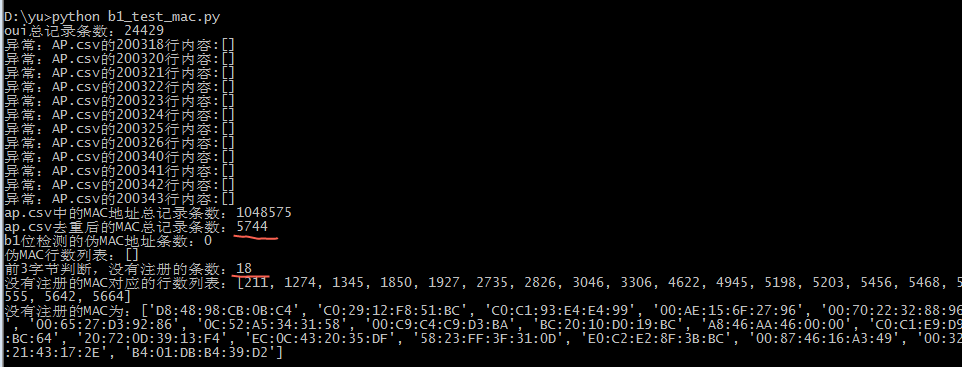 D:\yu>python b1_test_mac.py
oui总记录条数：24429
异常：AP.csv的200318行内容:[]
异常：AP.csv的200320行内容:[]
异常：AP.csv的200321行内容:[]
异常：AP.csv的200322行内容:[]
异常：AP.csv的200323行内容:[]
异常：AP.csv的200324行内容:[]
异常：AP.csv的200325行内容:[]
异常：AP.csv的200326行内容:[]
异常：AP.csv的200340行内容:[]
异常：AP.csv的200341行内容:[]
异常：AP.csv的200342行内容:[]
异常：AP.csv的200343行内容:[]
ap.csv中的MAC地址总记录条数：1048575
ap.csv去重后的MAC总记录条数：5744
b1位检测的伪MAC地址条数：0
伪MAC行数列表：[]
前3字节判断，没有注册的条数：18
没有注册的MAC对应的行数列表：[211, 1274, 1345, 1850, 1927, 2735, 2826, 3046, 3306, 4622, 4945, 5198, 5203, 5456, 5468, 5
555, 5642, 5664]
没有注册的MAC为：['D8:48:98:CB:0B:C4', 'C0:29:12:F8:51:BC', 'C0:C1:93:E4:E4:99', '00:AE:15:6F:27:96', '00:70:22:32:88:96
', '00:65:27:D3:92:86', '0C:52:A5:34:31:58', '00:C9:C4:C9:D3:BA', 'BC:20:10:D0:19:BC', 'A8:46:AA:46:00:00', 'C0:C1:E9:D9
:BC:64', '20:72:0D:39:13:F4', 'EC:0C:43:20:35:DF', '58:23:FF:3F:31:0D', 'E0:C2:E2:8F:3B:BC', '00:87:46:16:A3:49', '00:32
:21:43:17:2E', 'B4:01:DB:B4:39:D2']